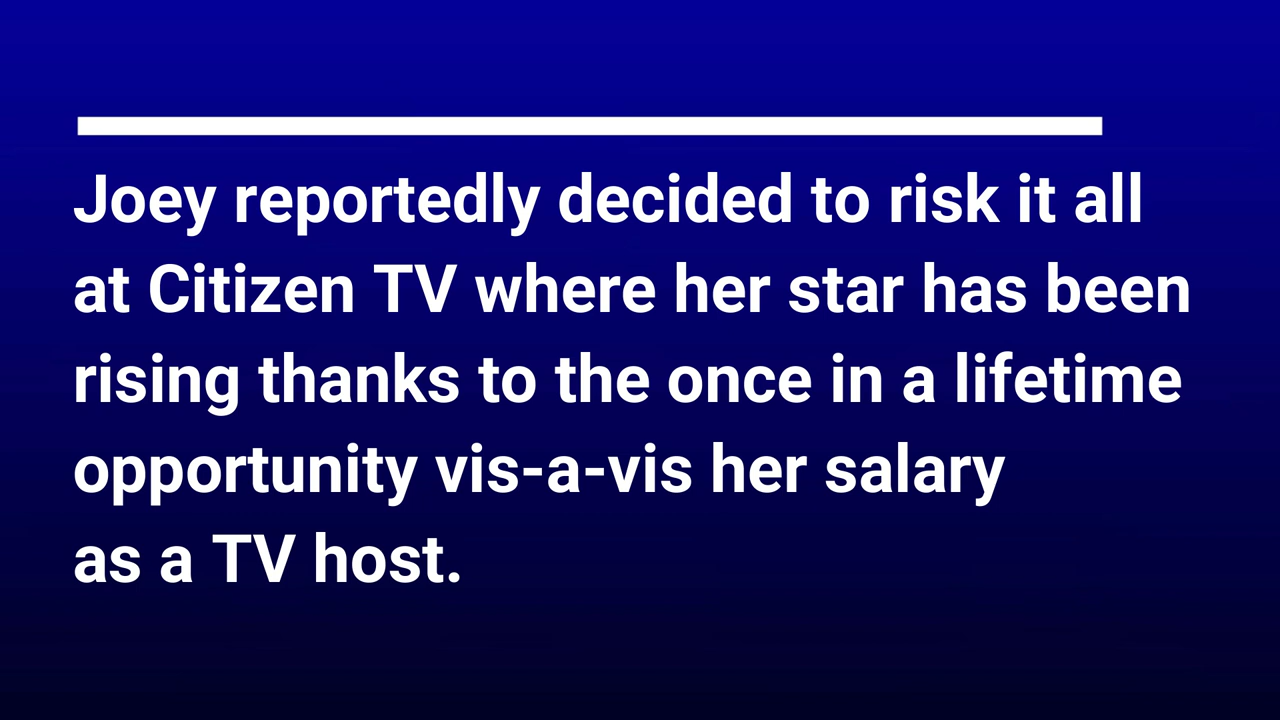 Joey reportedly decided to risk it all
at Citizen TV where her star has been
rising thanks to the once in a lifetime
opportunity vis-a-vis her salary
as a TV host.